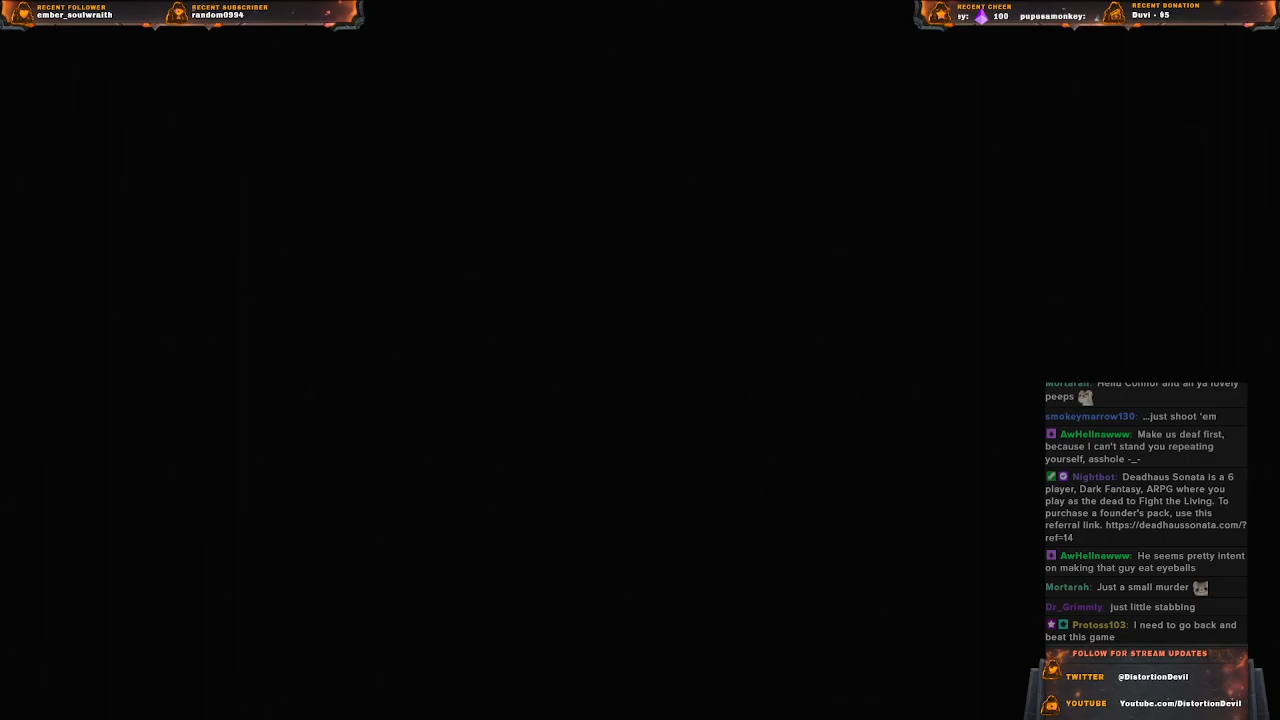 RECENT FOLLOWER
ember_soulwraith
RECENT SUBSCRIBER
random0994
RECENT CHEER
ey: 100 pupusamonkey:
RECENT DONATION
Duvi - $5
Mortarah: Hellu Connor and all ya lovely
peeps
smokeymarrow130: ...just shoot 'em
AwHellnawww: Make us deaf first,
because I can't stand you repeating
yourself, asshole -_-
Nightbot: Deadhaus Sonata is a 6
player, Dark Fantasy, ARPG where you
play as the dead to Fight the Living. To
purchase a founder's pack, use this
referral link. https://deadhaussonata.com/?
ref=14
AwHellnawww: He seems pretty intent
on making that guy eat eyeballs
Mortarah: Just a small murder
Dr_Grimmly: just little stabbing
Protoss103: I need to go back and
beat this game
FOLLOW FOR STREAM UPDATES
TWITTER @DistortionDevil
YOUTUBE Youtube.com/DistortionDevil